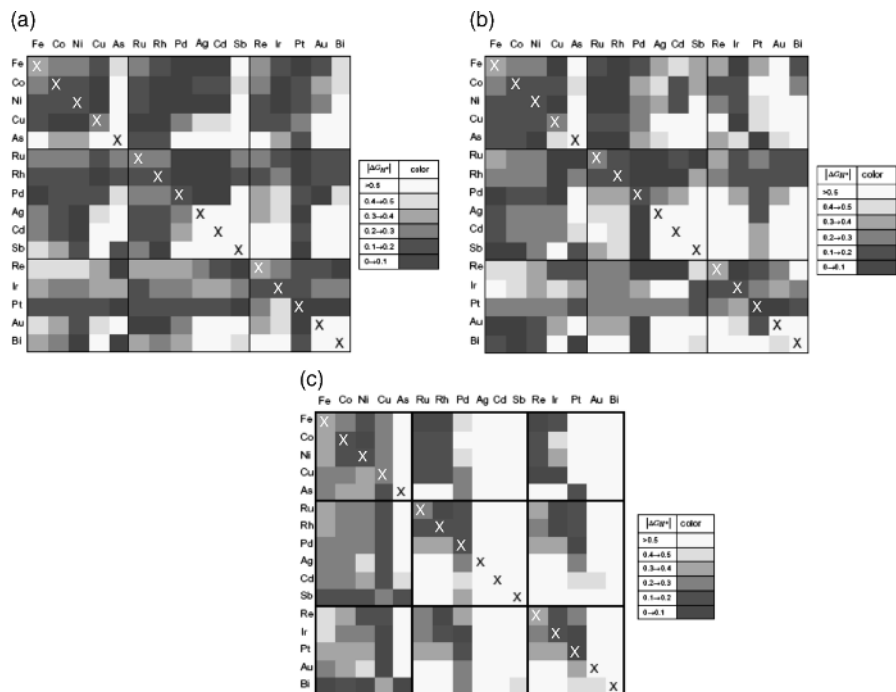 (a)
Fe Co Ni Cu As Ru Rh Pd Ag Cd Sb Re Ir Pt Au Bi
Fe X
Co X
Ni X
Cu X
As X
Ru X
Rh X
Pd X
Ag X
Cd X
Sb X
Re X
Ir X
Pt X
Au X
Bi X
|ΔG_H*| color
>0.5
0.4→0.5
0.3→0.4
0.2→0.3
0.1→0.2
0→0.1
(b)
Fe Co Ni Cu As Ru Rh Pd Ag Cd Sb Re Ir Pt Au Bi
Fe X
Co X
Ni X
Cu X
As X
Ru X
Rh X
Pd X
Ag X
Cd X
Sb X
Re X
Ir X
Pt X
Au X
Bi X
|ΔG_H*| color
>0.5
0.4→0.5
0.3→0.4
0.2→0.3
0.1→0.2
0→0.1
(c)
Fe Co Ni Cu As Ru Rh Pd Ag Cd Sb Re Ir Pt Au Bi
Fe X
Co X
Ni X
Cu X
As X
Ru X
Rh X
Pd X
Ag X
Cd X
Sb X
Re X
Ir X
Pt X
Au X
Bi X
|ΔG_H*| color
>0.5
0.4→0.5
0.3→0.4
0.2→0.3
0.1→0.2
0→0.1